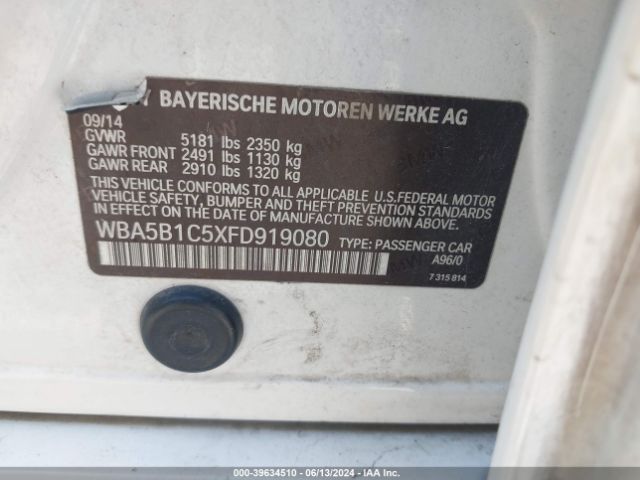 BAYERISCHE MOTOREN WERKE AG
09/14
GVWR 5181 lbs 2350 kg
GAWR FRONT 2491 lbs 1130 kg
GAWR REAR 2910 lbs 1320 kg
THIS VEHICLE CONFORMS TO ALL APPLICABLE U.S. FEDERAL MOTOR
VEHICLE SAFETY, BUMPER, AND THEFT PREVENTION STANDARDS
IN EFFECT ON THE DATE OF MANUFACTURE SHOWN ABOVE.
WBA5B1C5XFD919080 TYPE: PASSENGER CAR
A96/0
7 315 814
000-39634510 / 06/13/2024 / IAA Inc.